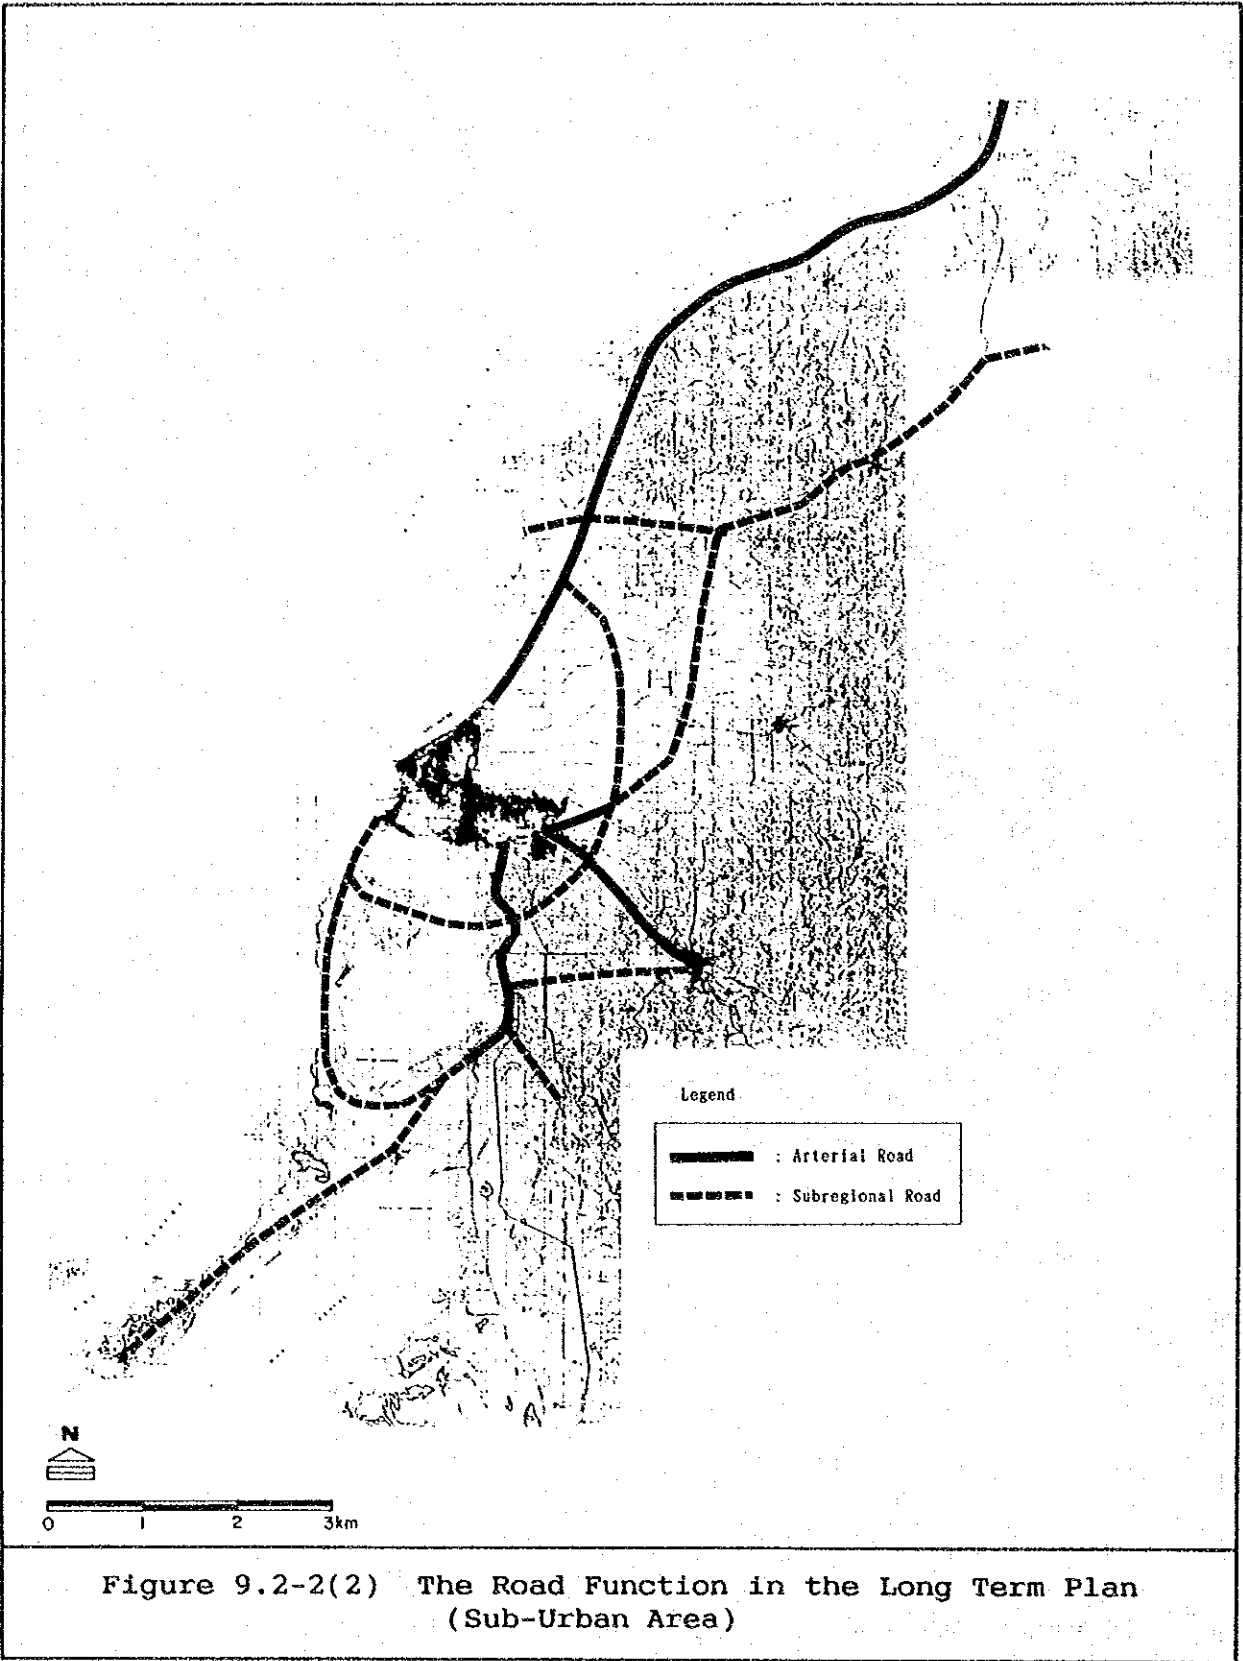 Legend
: Arterial Road
: Subregional Road
N
0 1 2 3km
Figure 9.2-2(2) The Road Function in the Long Term Plan
(Sub-Urban Area)